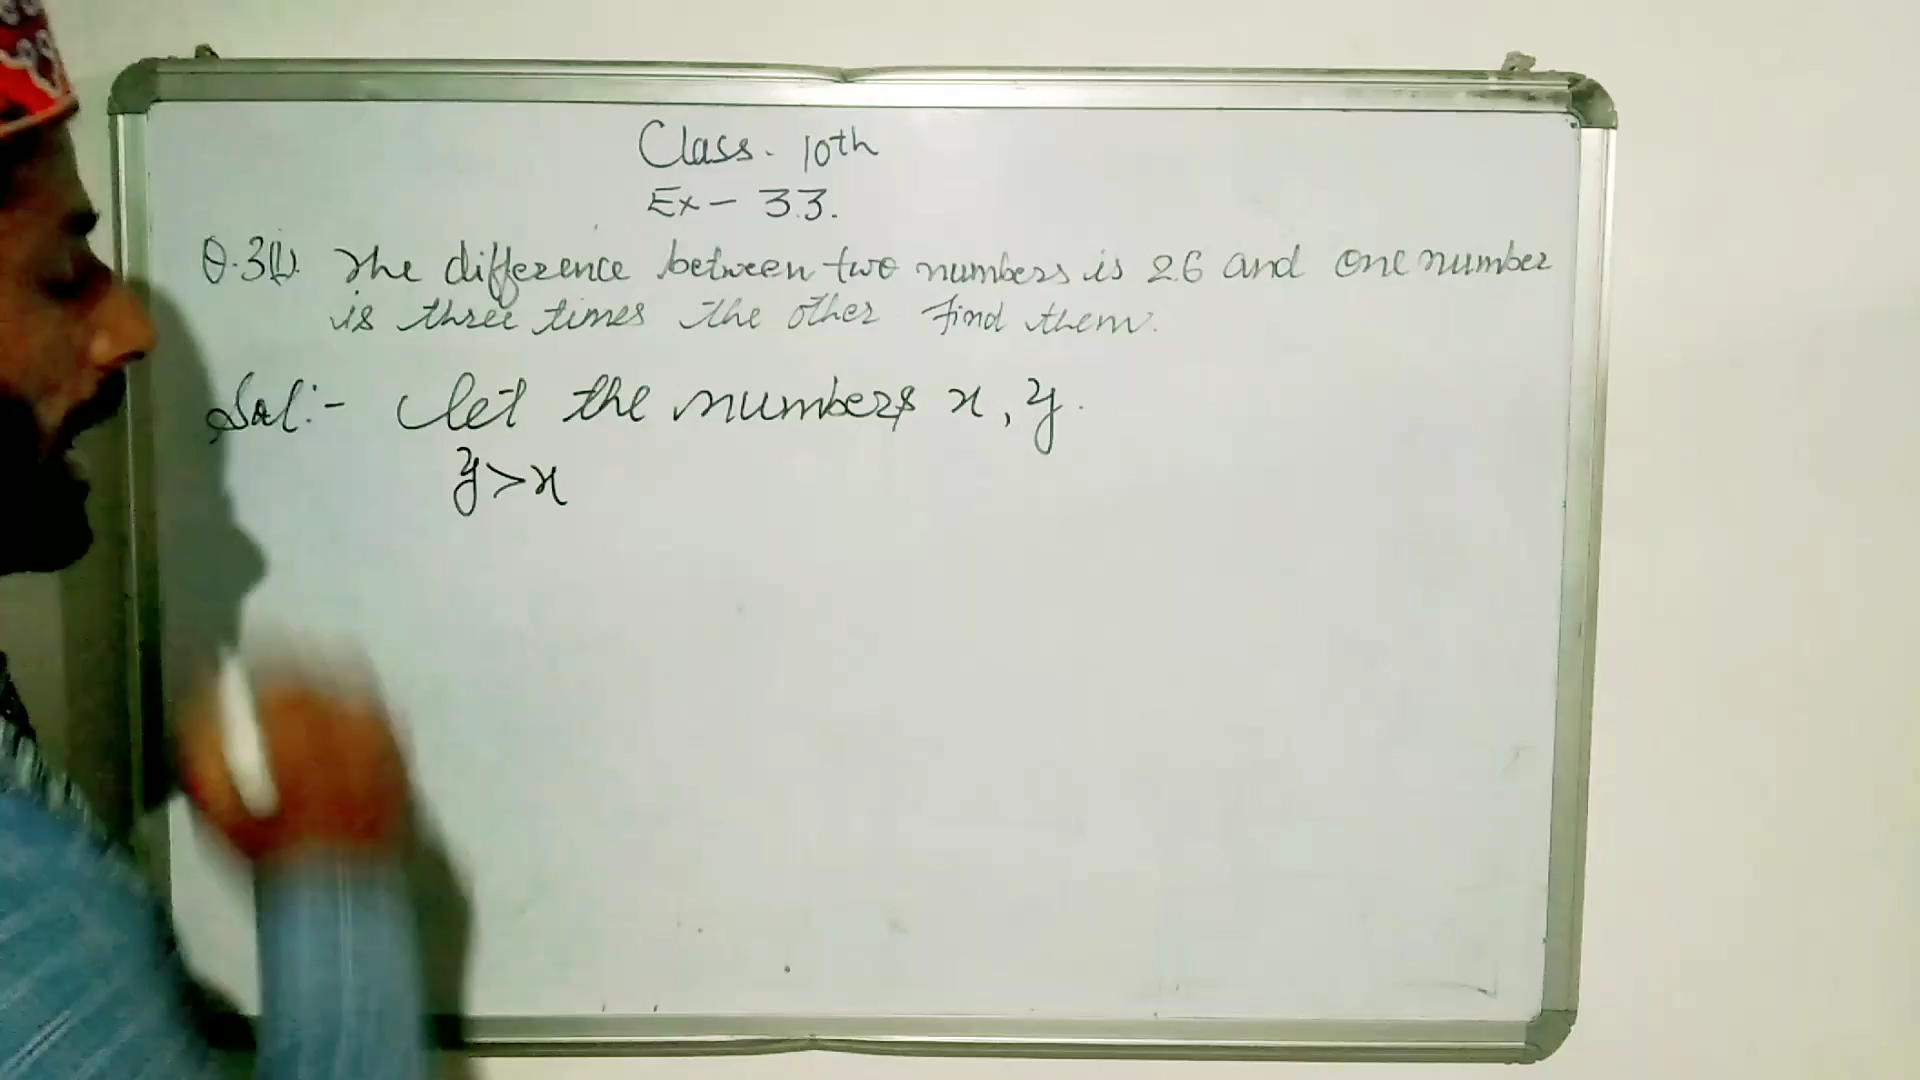 Class. 10th
Ex - 3.3.
Q.3(i). The difference between two numbers is 26 and one number
is three times the other find them.
Sol:- let the numbers x, y.
y > x